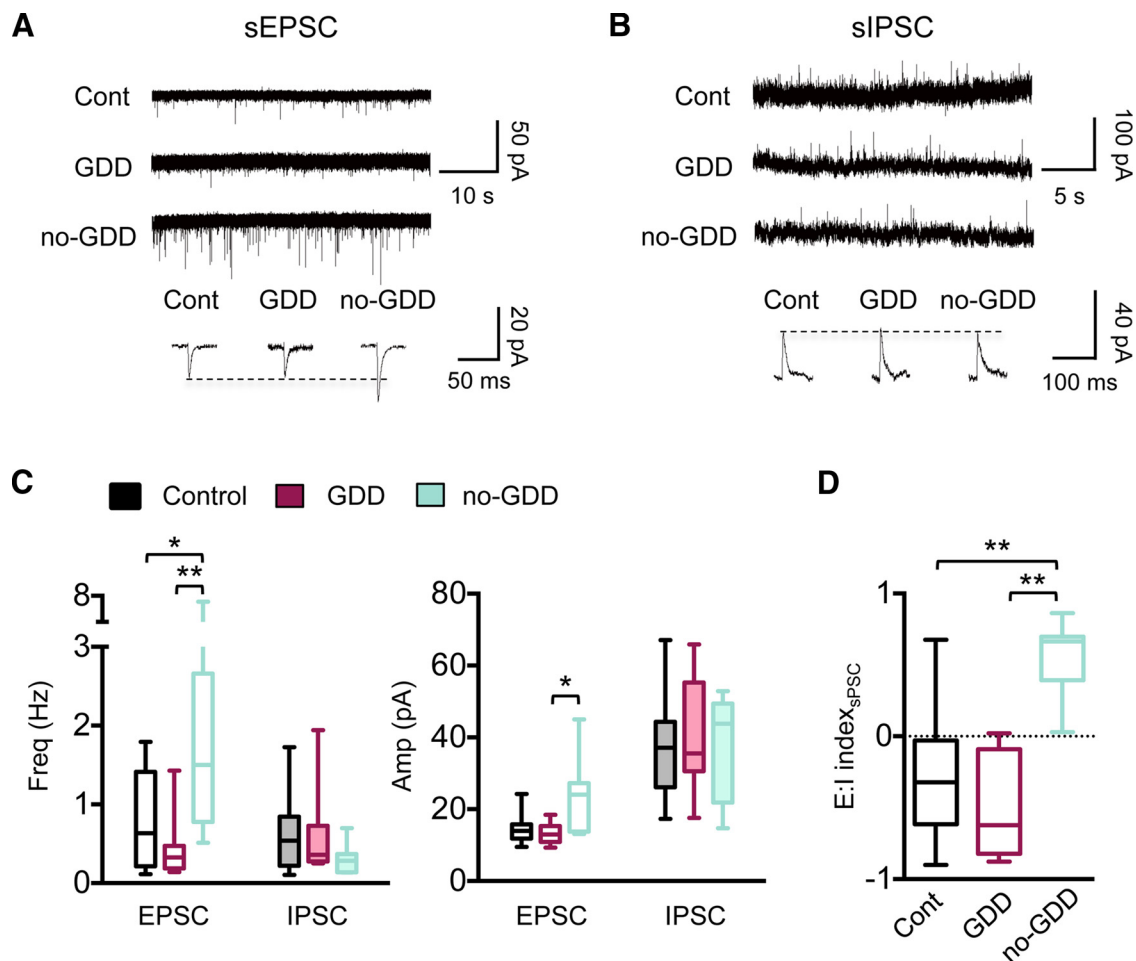 A
sEPSC
Cont
GDD
no-GDD
50 pA
10 s
Cont GDD no-GDD
20 pA
50 ms
B
sIPSC
Cont
GDD
no-GDD
100 pA
5 s
Cont GDD no-GDD
40 pA
100 ms
C
Control GDD no-GDD
Freq (Hz)
8
3
2
1
0
*
**
EPSC IPSC
Amp (pA)
80
60
40
20
0
*
EPSC IPSC
D
E:I index sPSC
1
0
-1
**
**
Cont
GDD
no-GDD